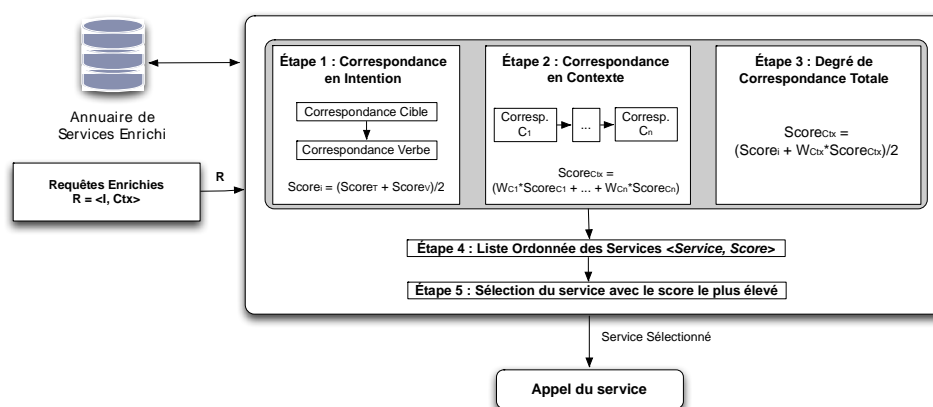 Annuaire de
Services Enrichi
Requêtes Enrichies
R = <I, Ctx>
R
Étape 1 : Correspondance
en Intention
Correspondance Cible
Correspondance Verbe
Scorei = (ScoreT + ScoreV)/2
Étape 2 : Correspondance
en Contexte
Corresp.
C1
...
Corresp.
Cn
ScoreCtx =
(WC1*ScoreC1 + ... + WCn*ScoreCn)
Étape 3 : Degré de
Correspondance Totale
ScoreCtx =
(Scorei + WCtx*ScoreCtx)/2
Étape 4 : Liste Ordonnée des Services <Service, Score>
Étape 5 : Sélection du service avec le score le plus élevé
Service Sélectionné
Appel du service